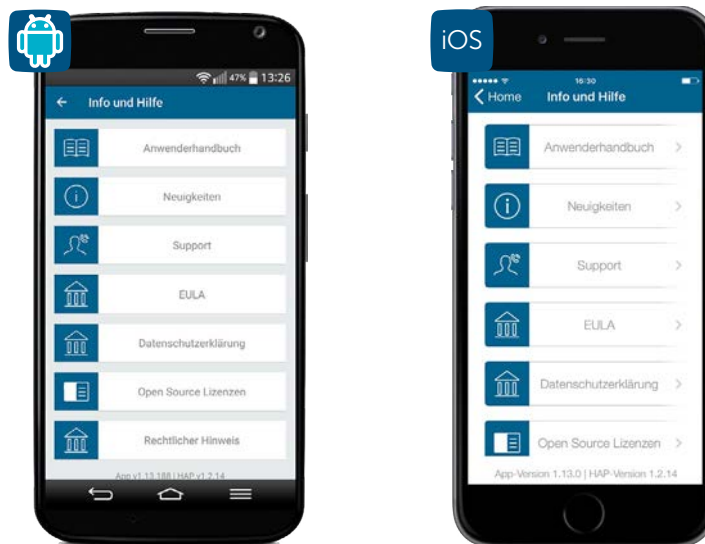 47% 13:26
Info und Hilfe
Anwenderhandbuch
Neuigkeiten
Support
EULA
Datenschutzerklärung
Open Source Lizenzen
Rechtlicher Hinweis
App v1.13.188 | HAP v1.2.14
iOS
16:30
Home Info und Hilfe
Anwenderhandbuch
Neuigkeiten
Support
EULA
Datenschutzerklärung
Open Source Lizenzen
App-Version 1.13.0 | HAP-Version 1.2.14